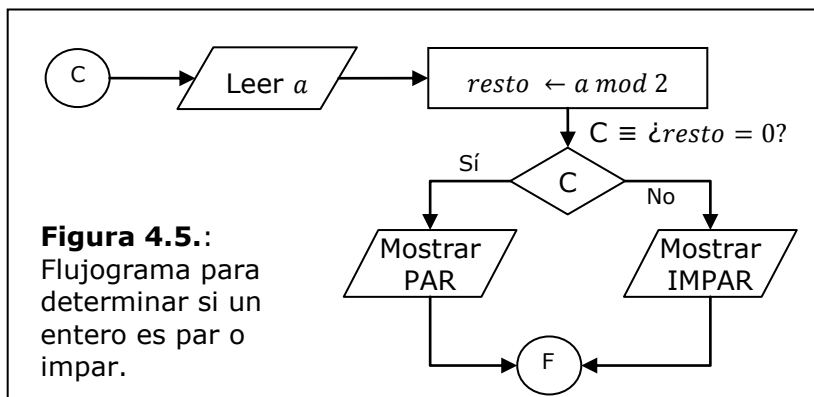 C
Leer a
resto ← a mod 2
C ≡ ¿resto = 0?
Sí
C
No
Mostrar
PAR
Mostrar
IMPAR
F
Figura 4.5.:
Flujograma para
determinar si un
entero es par o
impar.